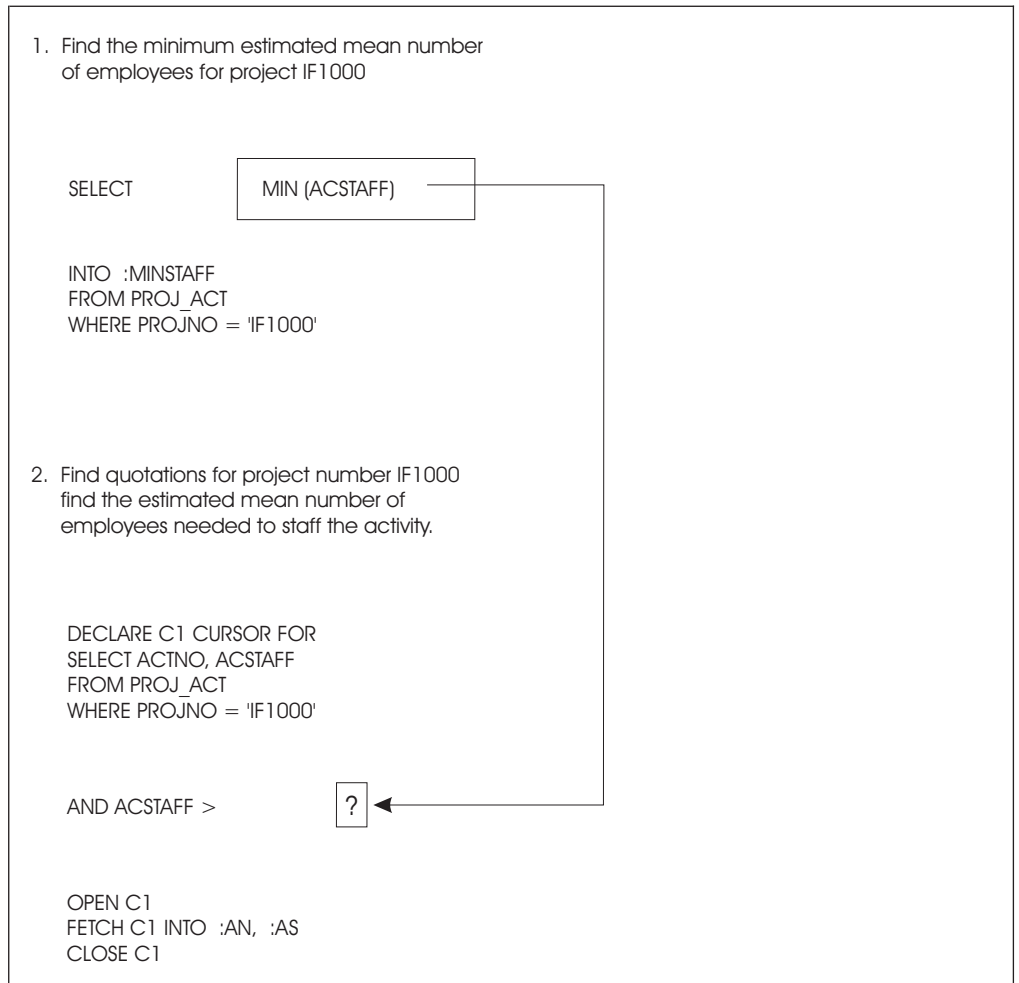 1. Find the minimum estimated mean number
of employees for project IF1000
SELECT MIN (ACSTAFF)
INTO :MINSTAFF
FROM PROJ_ACT
WHERE PROJNO = 'IF1000'
2. Find quotations for project number IF1000
find the estimated mean number of
employees needed to staff the activity.
DECLARE C1 CURSOR FOR
SELECT ACTNO, ACSTAFF
FROM PROJ_ACT
WHERE PROJNO = 'IF1000'
AND ACSTAFF > ?
OPEN C1
FETCH C1 INTO :AN, :AS
CLOSE C1